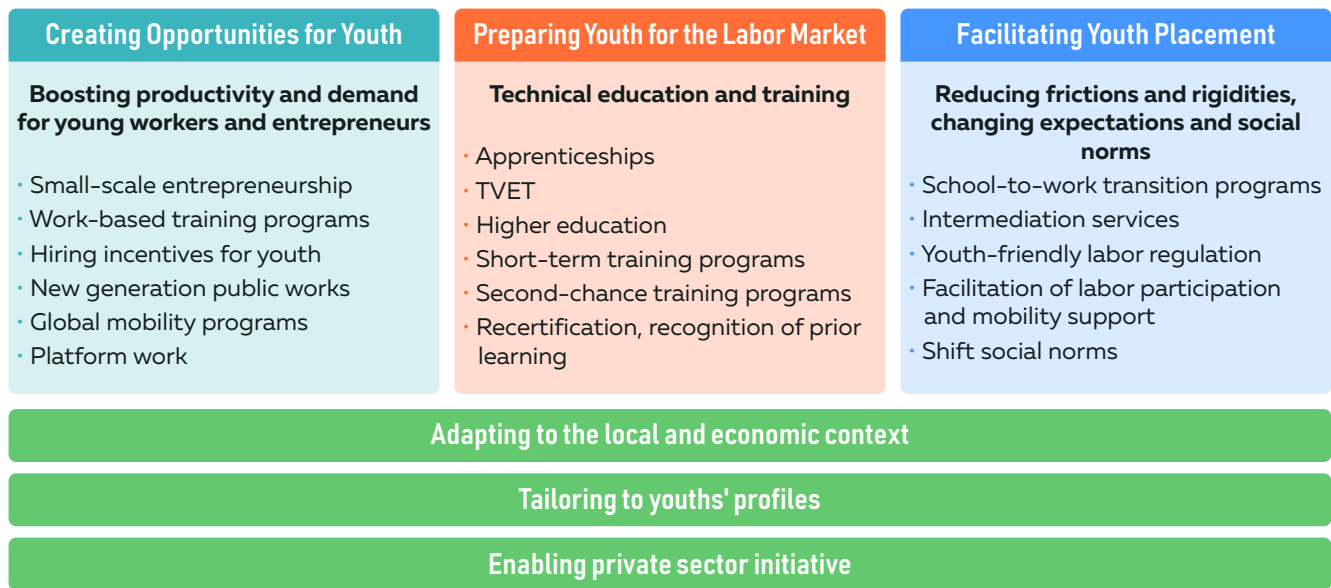 Creating Opportunities for Youth
Boosting productivity and demand
for young workers and entrepreneurs
· Small-scale entrepreneurship
· Work-based training programs
· Hiring incentives for youth
· New generation public works
· Global mobility programs
· Platform work
Preparing Youth for the Labor Market
Technical education and training
· Apprenticeships
· TVET
· Higher education
· Short-term training programs
· Second-chance training programs
· Recertification, recognition of prior
learning
Facilitating Youth Placement
Reducing frictions and rigidities,
changing expectations and social
norms
· School-to-work transition programs
· Intermediation services
· Youth-friendly labor regulation
· Facilitation of labor participation
and mobility support
· Shift social norms
Adapting to the local and economic context
Tailoring to youths' profiles
Enabling private sector initiative